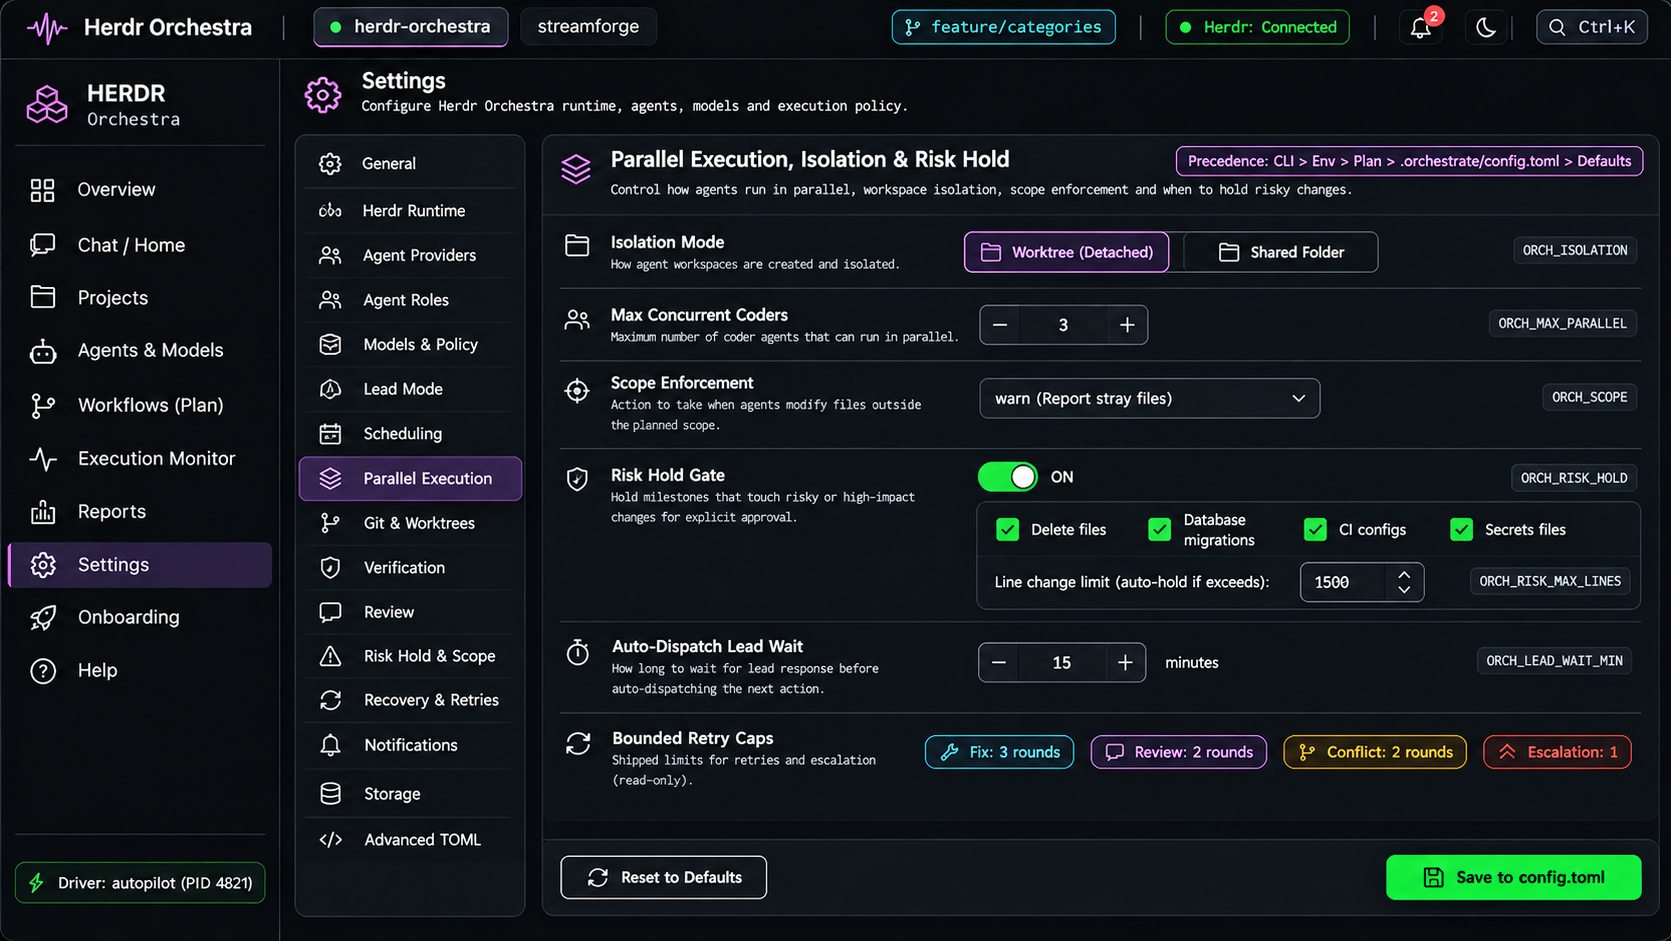 Herdr Orchestra
herdr-orchestra
streamforge
feature/categories
Herdr: Connected
2
Ctrl+K
HERDR
Orchestra
Overview
Chat / Home
Projects
Agents & Models
Workflows (Plan)
Execution Monitor
Reports
Settings
Onboarding
Help
Driver: autopilot (PID 4821)
Settings
Configure Herdr Orchestra runtime, agents, models and execution policy.
General
Herdr Runtime
Agent Providers
Agent Roles
Models & Policy
Lead Mode
Scheduling
Parallel Execution
Git & Worktrees
Verification
Review
Risk Hold & Scope
Recovery & Retries
Notifications
Storage
Advanced TOML
Parallel Execution, Isolation & Risk Hold
Precedence: CLI > Env > Plan > .orchestrate/config.toml > Defaults
Control how agents run in parallel, workspace isolation, scope enforcement and when to hold risky changes.
Isolation Mode
How agent workspaces are created and isolated.
Worktree (Detached)
Shared Folder
ORCH_ISOLATION
Max Concurrent Coders
Maximum number of coder agents that can run in parallel.
3
ORCH_MAX_PARALLEL
Scope Enforcement
Action to take when agents modify files outside
the planned scope.
warn (Report stray files)
ORCH_SCOPE
Risk Hold Gate
Hold milestones that touch risky or high-impact
changes for explicit approval.
ON
ORCH_RISK_HOLD
Delete files
Database
migrations
CI configs
Secrets files
Line change limit (auto-hold if exceeds):
1500
ORCH_RISK_MAX_LINES
Auto-Dispatch Lead Wait
How long to wait for lead response before
auto-dispatching the next action.
15
minutes
ORCH_LEAD_WAIT_MIN
Bounded Retry Caps
Shipped limits for retries and escalation
(read-only).
Fix: 3 rounds
Review: 2 rounds
Conflict: 2 rounds
Escalation: 1
Reset to Defaults
Save to config.toml